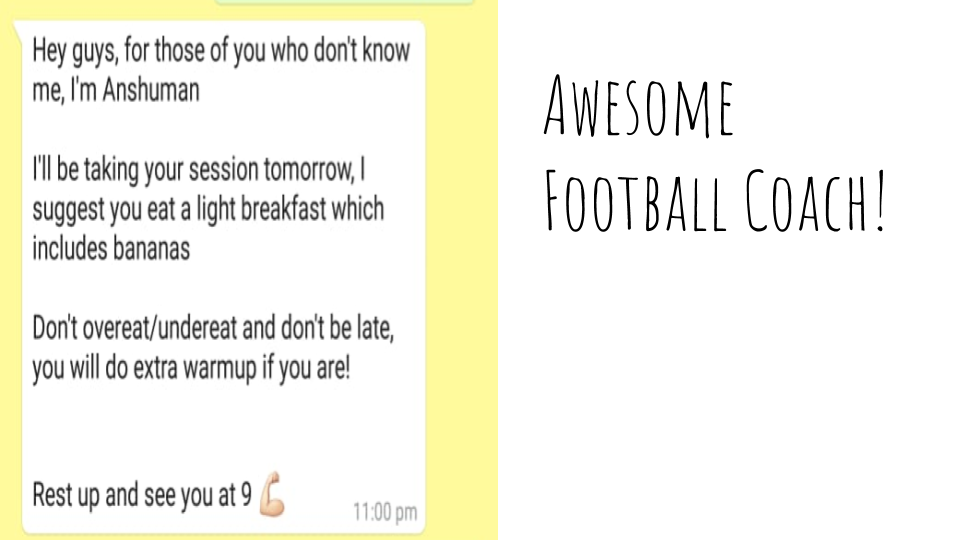 Hey guys, for those of you who don't know
me, I'm Anshuman
I'll be taking your session tomorrow, I
suggest you eat a light breakfast which
includes bananas
Don't overeat/undereat and don't be late,
you will do extra warmup if you are!
Rest up and see you at 9 💪🏻
11:00 pm
Awesome
Football Coach!